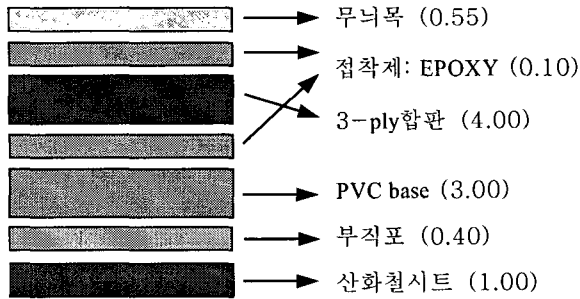 무늬목 (0.55)
접착제: EPOXY (0.10)
3-ply합판 (4.00)
PVC base (3.00)
부직포 (0.40)
산화철시트 (1.00)